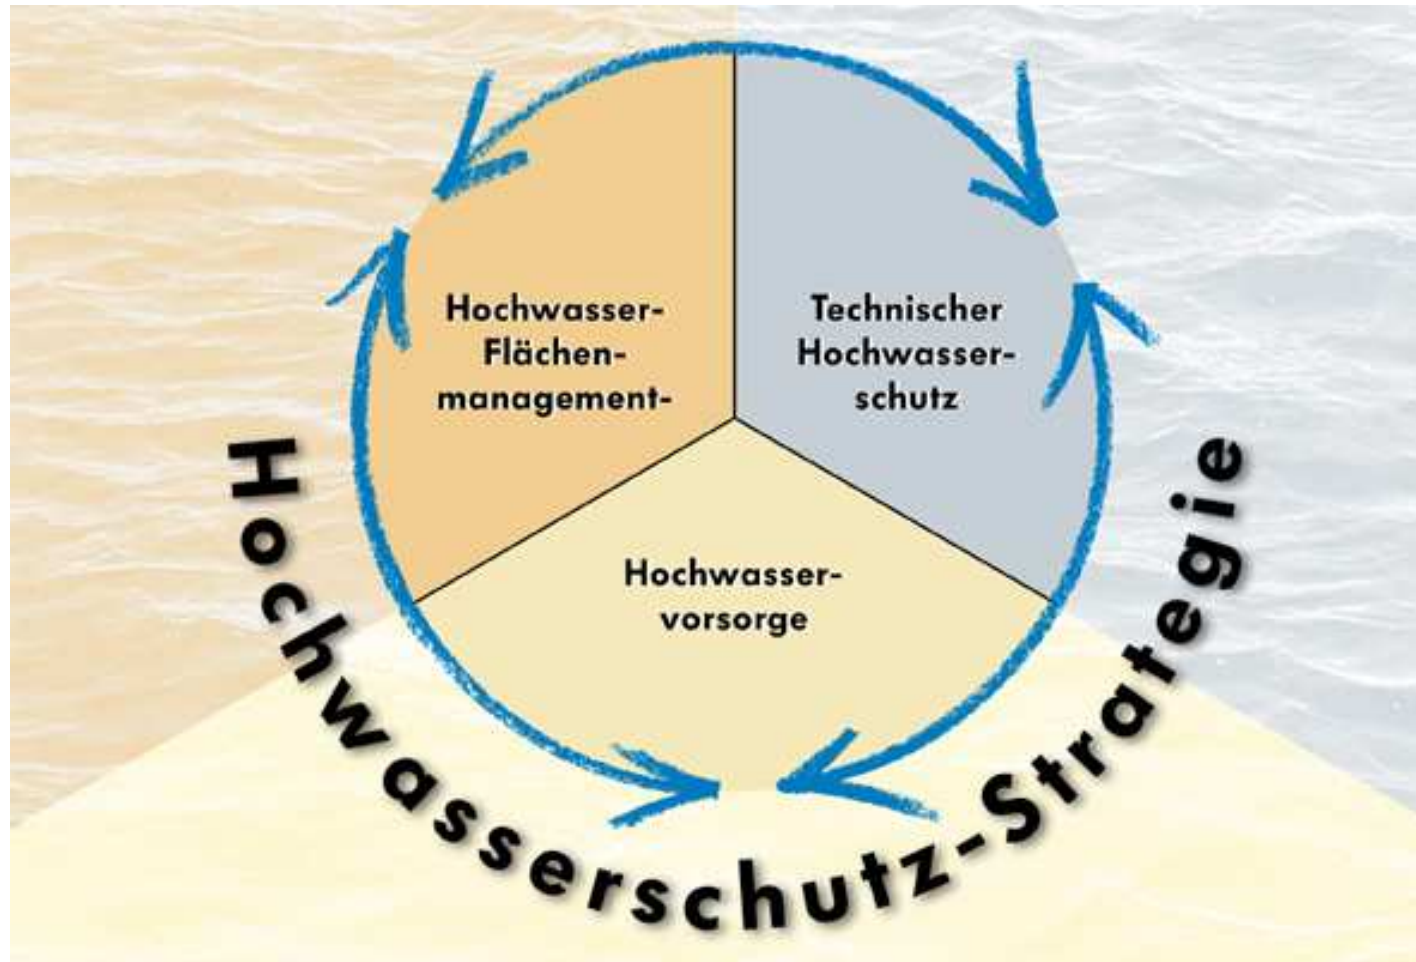 Hochwasser-
Flächen-
management-
Technischer
Hochwasser-
schutz
Hochwasser-
vorsorge
Hochwasserschutz-Strategie